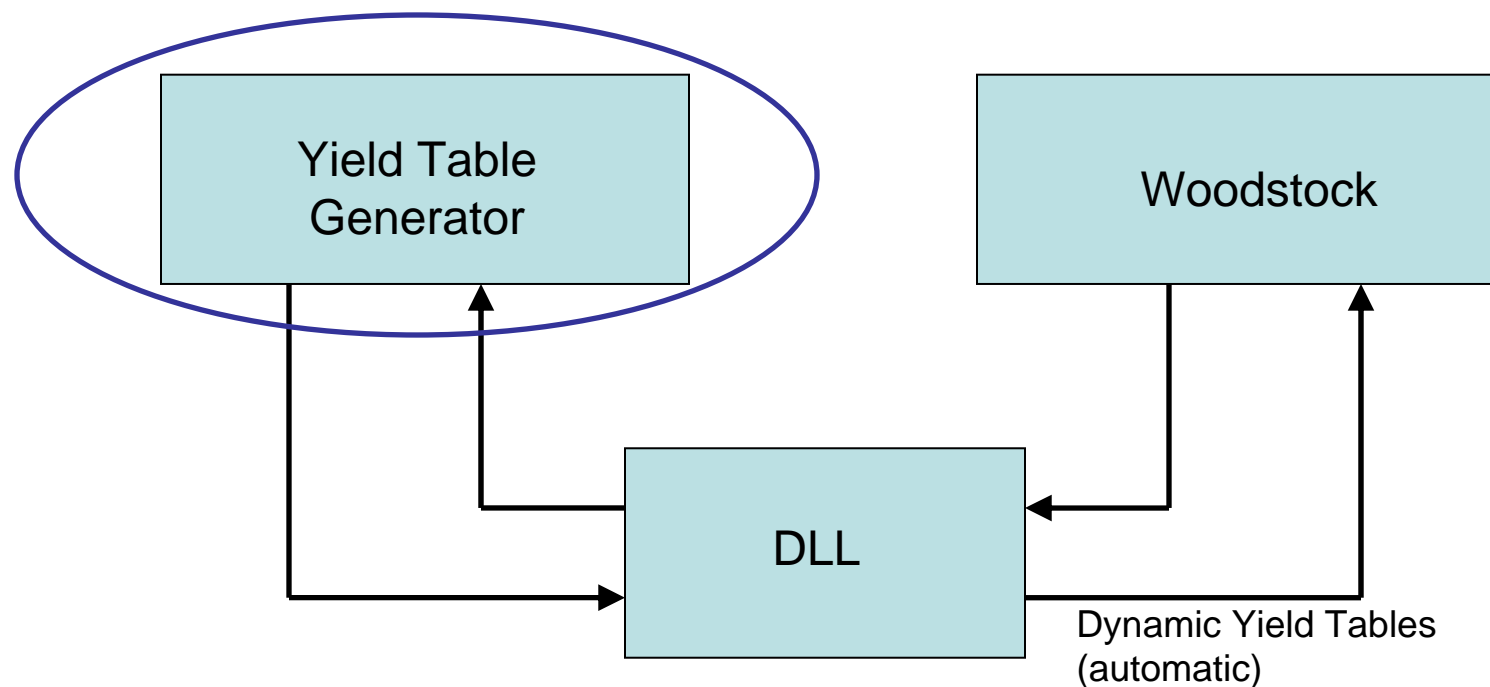 Yield Table
Generator
Woodstock
DLL
Dynamic Yield Tables
(automatic)